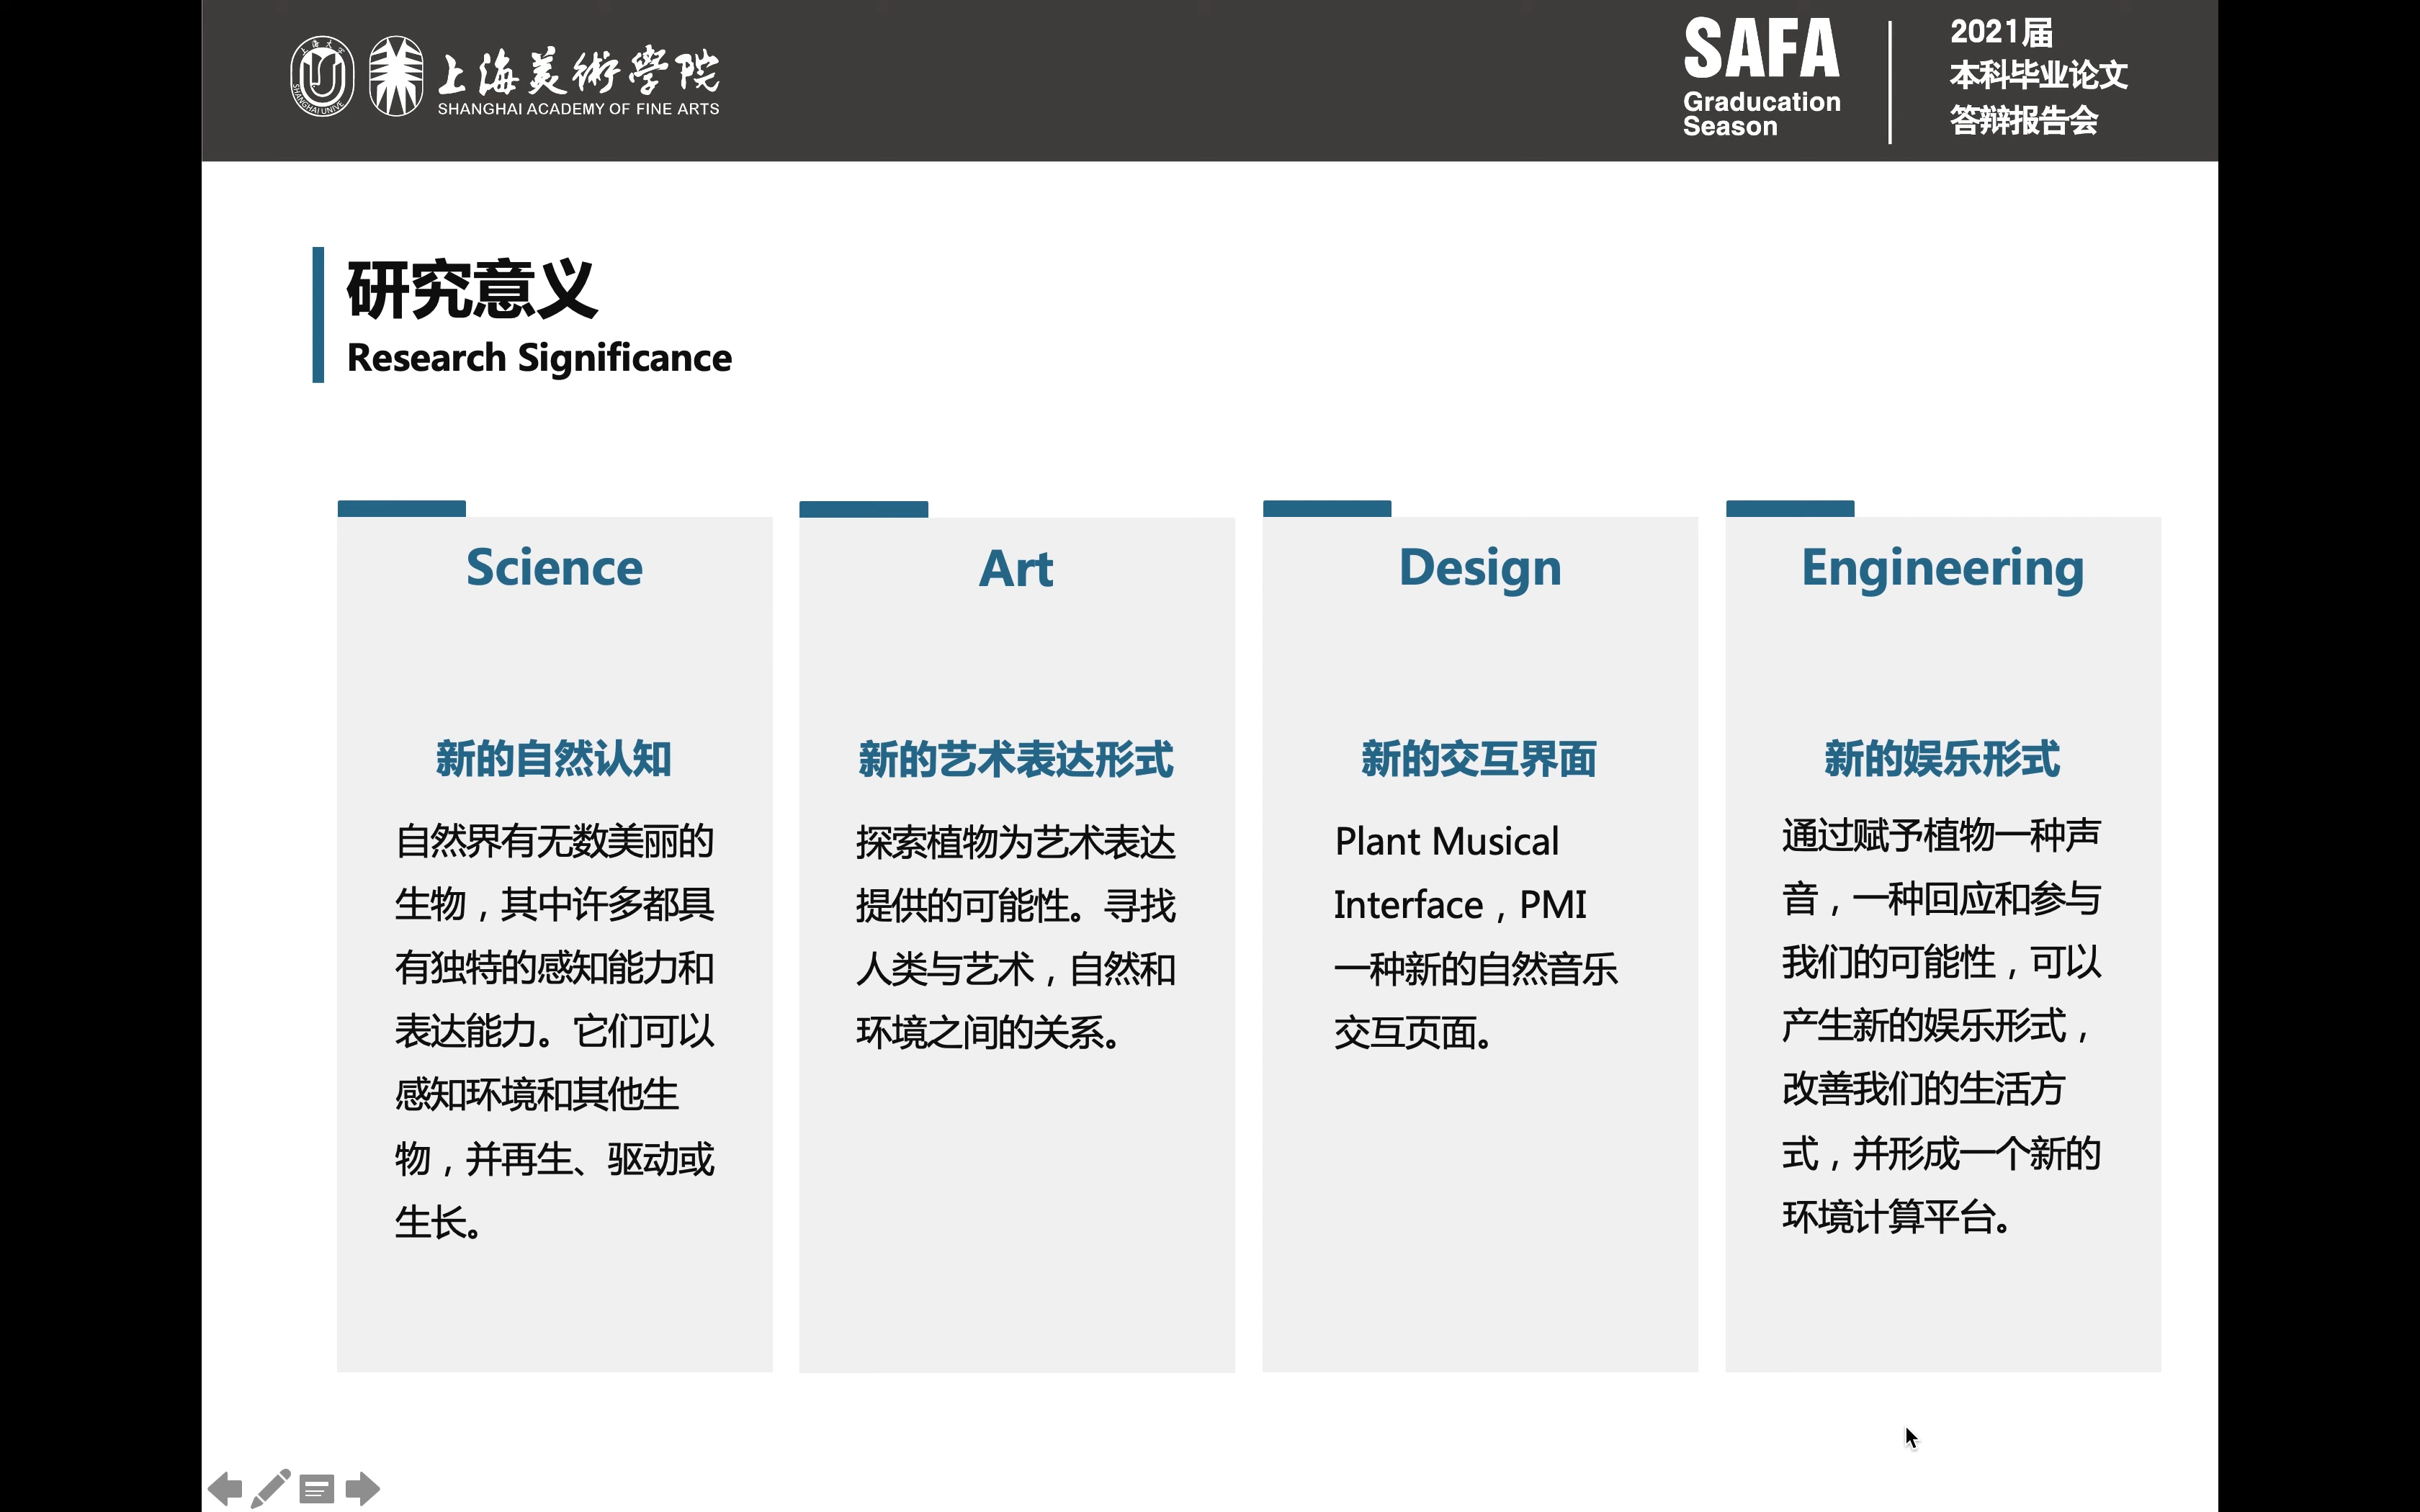 上海大学
SHANGHAI UNIVE
上海美術學院
SHANGHAI ACADEMY OF FINE ARTS
SAFA
Graducation
Season
2021届
本科毕业论文
答辩报告会
研究意义
Research Significance
Science
新的自然认知
自然界有无数美丽的
生物，其中许多都具
有独特的感知能力和
表达能力。它们可以
感知环境和其他生
物，并再生、驱动或
生长。
Art
新的艺术表达形式
探索植物为艺术表达
提供的可能性。寻找
人类与艺术，自然和
环境之间的关系。
Design
新的交互界面
Plant Musical
Interface，PMI
一种新的自然音乐
交互页面。
Engineering
新的娱乐形式
通过赋予植物一种声
音，一种回应和参与
我们的可能性，可以
产生新的娱乐形式，
改善我们的生活方
式，并形成一个新的
环境计算平台。